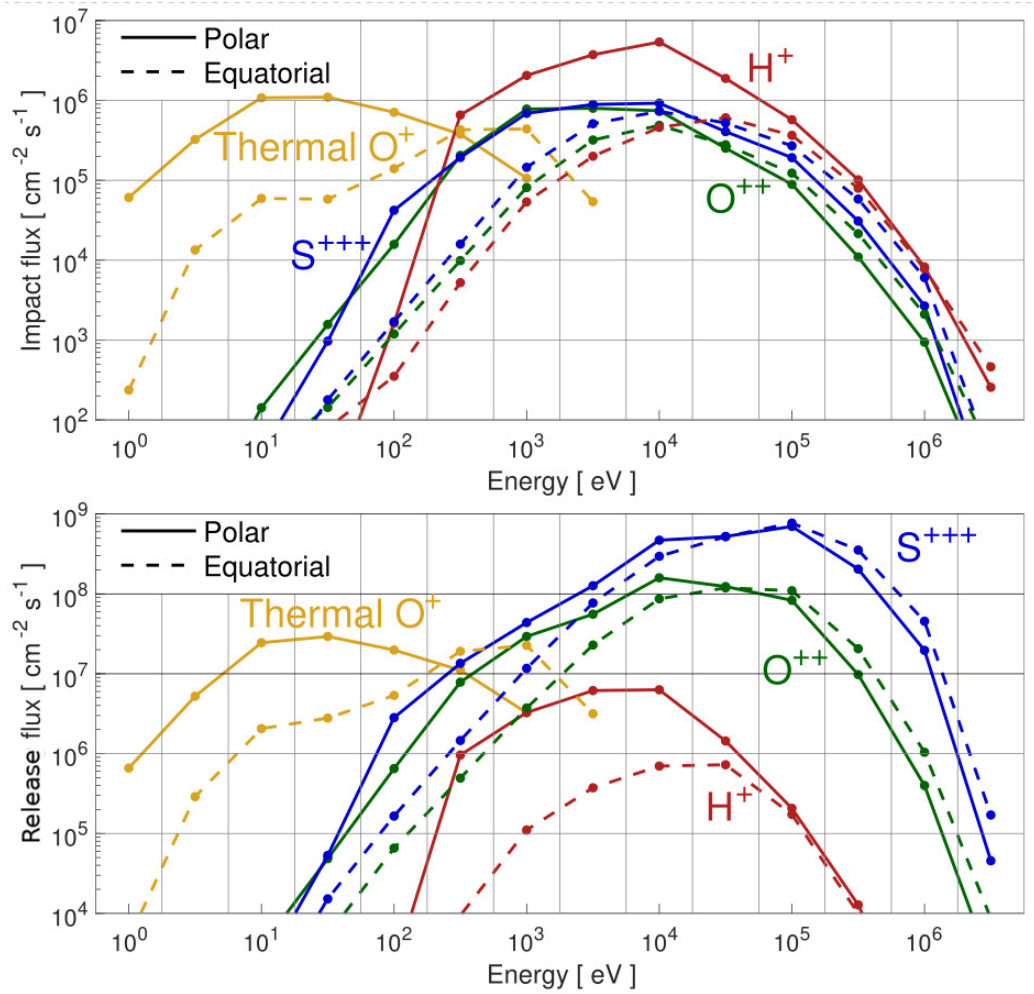 10^7
Polar
Equatorial
H^+
10^6
Thermal O^+
10^5
O^{++}
S^{+++}
10^4
10^3
10^2
Impact flux [ cm^{-2} s^{-1} ]
10^0 10^1 10^2 10^3 10^4 10^5 10^6
Energy [ eV ]
10^9
Polar
Equatorial
S^{+++}
10^8
Thermal O^+
O^{++}
10^7
10^6
H^+
10^5
10^4
Release flux [ cm^{-2} s^{-1} ]
10^0 10^1 10^2 10^3 10^4 10^5 10^6
Energy [ eV ]